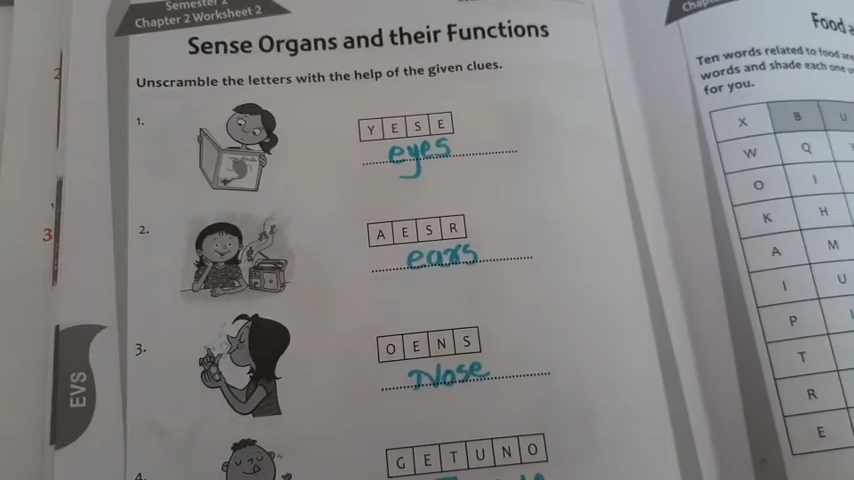 Semester 2
Chapter 2 Worksheet 2
Sense Organs and their Functions
Unscramble the letters with the help of the given clues.
1.
Y E S E
eyes
2.
A E S R
ears
3.
O E N S
Nose
4.
G E T U N O
EVS
2
3
Food
Ten words related to food are
words and shade each one
for you.
X B U
W Q
O I
K H
A M
I U
P
T
R
E